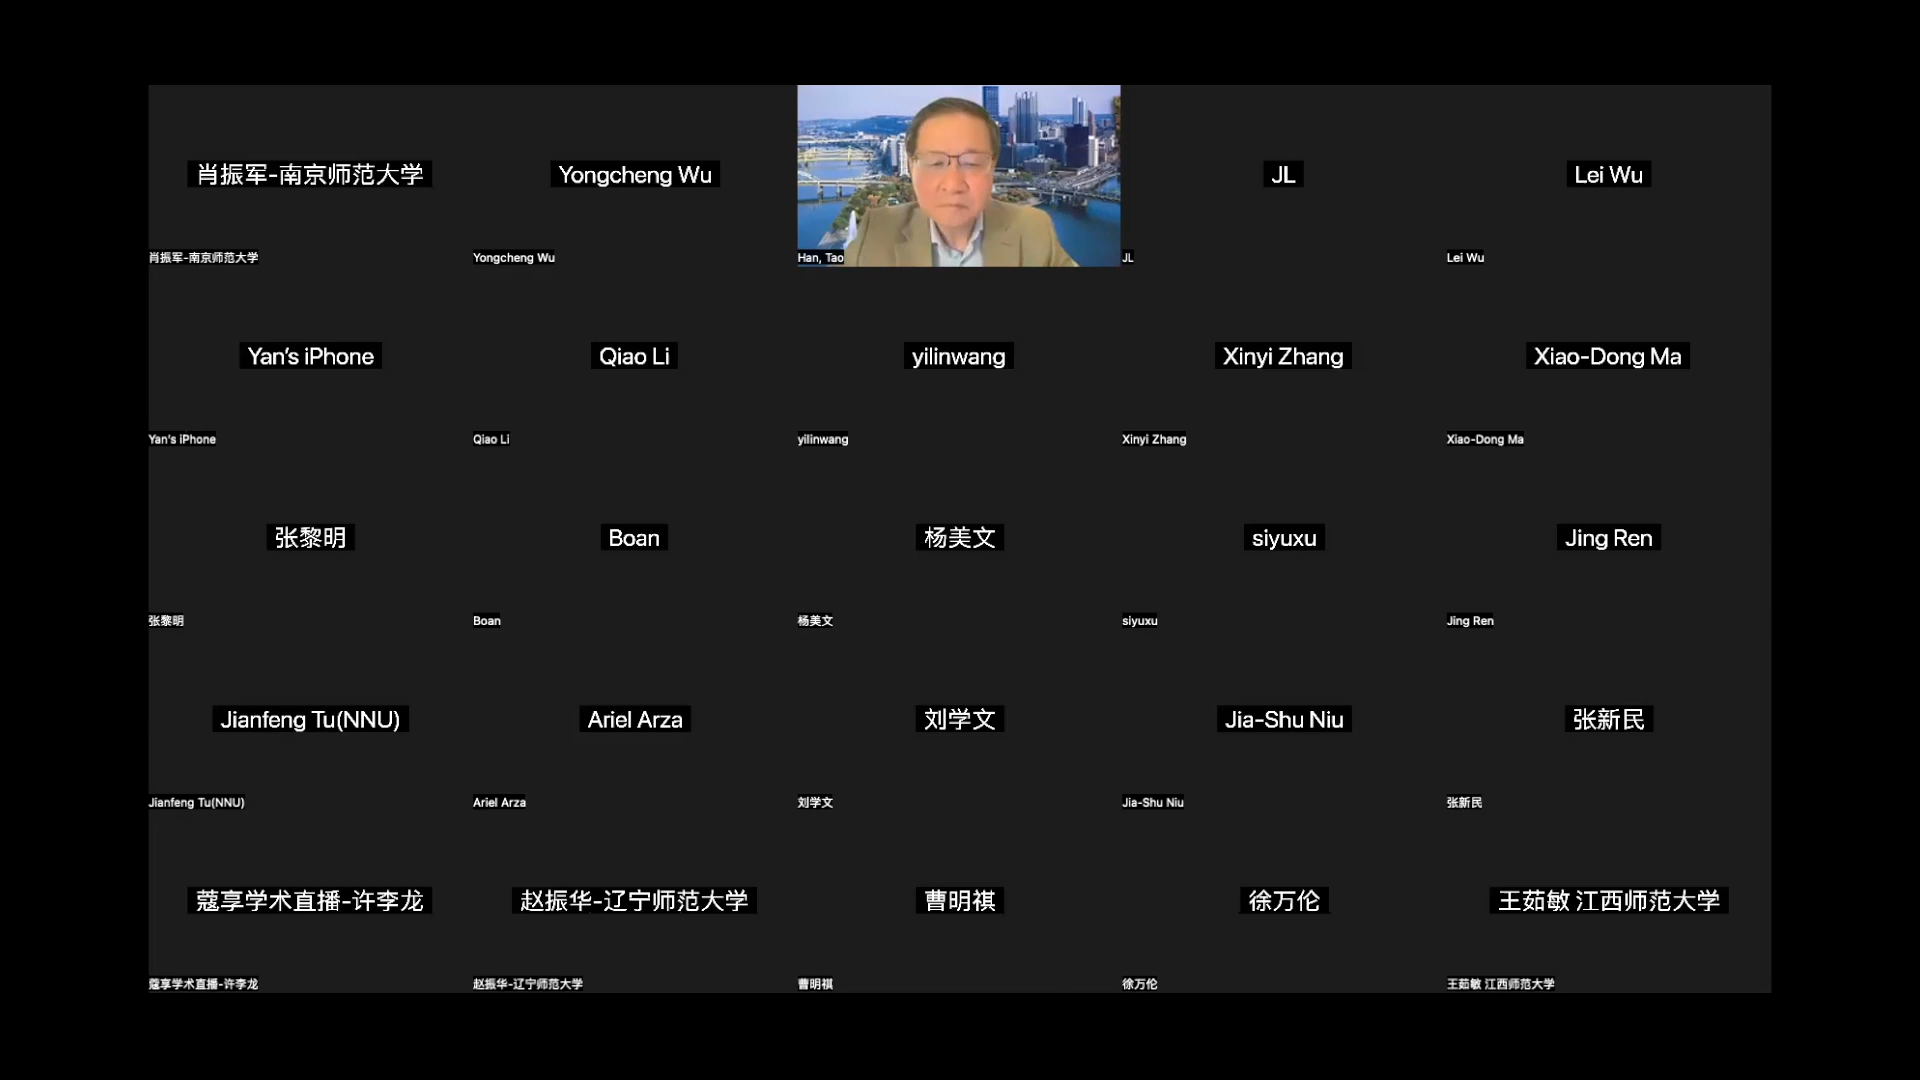 肖振军-南京师范大学
Yongcheng Wu
JL
Lei Wu
肖振军-南京师范大学
Yongcheng Wu
Han, Tao
JL
Lei Wu
Yan's iPhone
Qiao Li
yilinwang
Xinyi Zhang
Xiao-Dong Ma
Yan's iPhone
Qiao Li
yilinwang
Xinyi Zhang
Xiao-Dong Ma
张黎明
Boan
杨美文
siyuxu
Jing Ren
张黎明
Boan
杨美文
siyuxu
Jing Ren
Jianfeng Tu(NNU)
Ariel Arza
刘学文
Jia-Shu Niu
张新民
Jianfeng Tu(NNU)
Ariel Arza
刘学文
Jia-Shu Niu
张新民
蔻享学术直播-许李龙
赵振华-辽宁师范大学
曹明祺
徐万伦
王茹敏 江西师范大学
蔻享学术直播-许李龙
赵振华-辽宁师范大学
曹明祺
徐万伦
王茹敏 江西师范大学